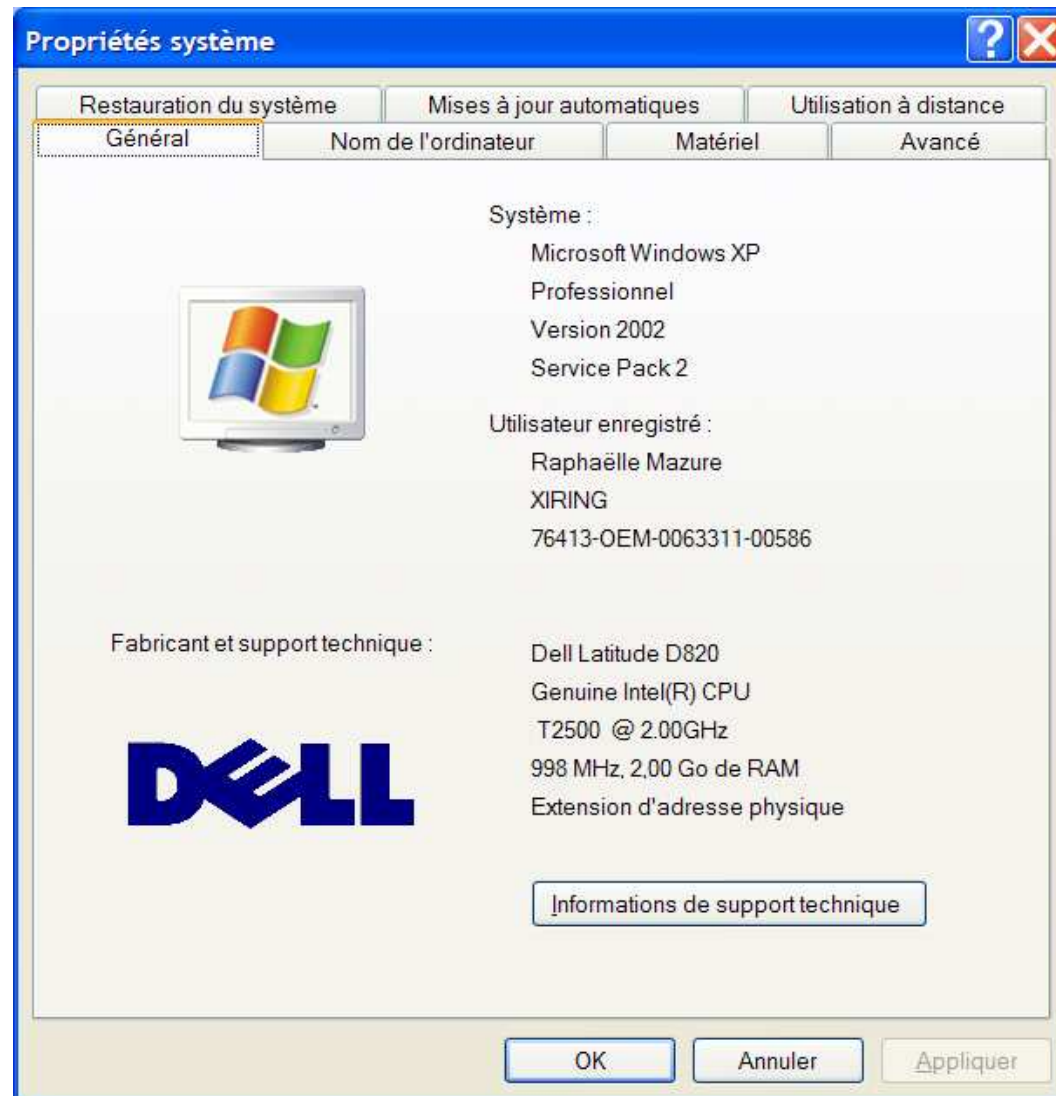 Propriétés système
Restauration du système
Mises à jour automatiques
Utilisation à distance
Général
Nom de l'ordinateur
Matériel
Avancé
Système :
Microsoft Windows XP
Professionnel
Version 2002
Service Pack 2
Utilisateur enregistré :
Raphaëlle Mazure
XIRING
76413-OEM-0063311-00586
Fabricant et support technique :
DELL
Dell Latitude D820
Genuine Intel(R) CPU
T2500 @ 2.00GHz
998 MHz, 2,00 Go de RAM
Extension d'adresse physique
Informations de support technique
OK
Annuler
Appliquer